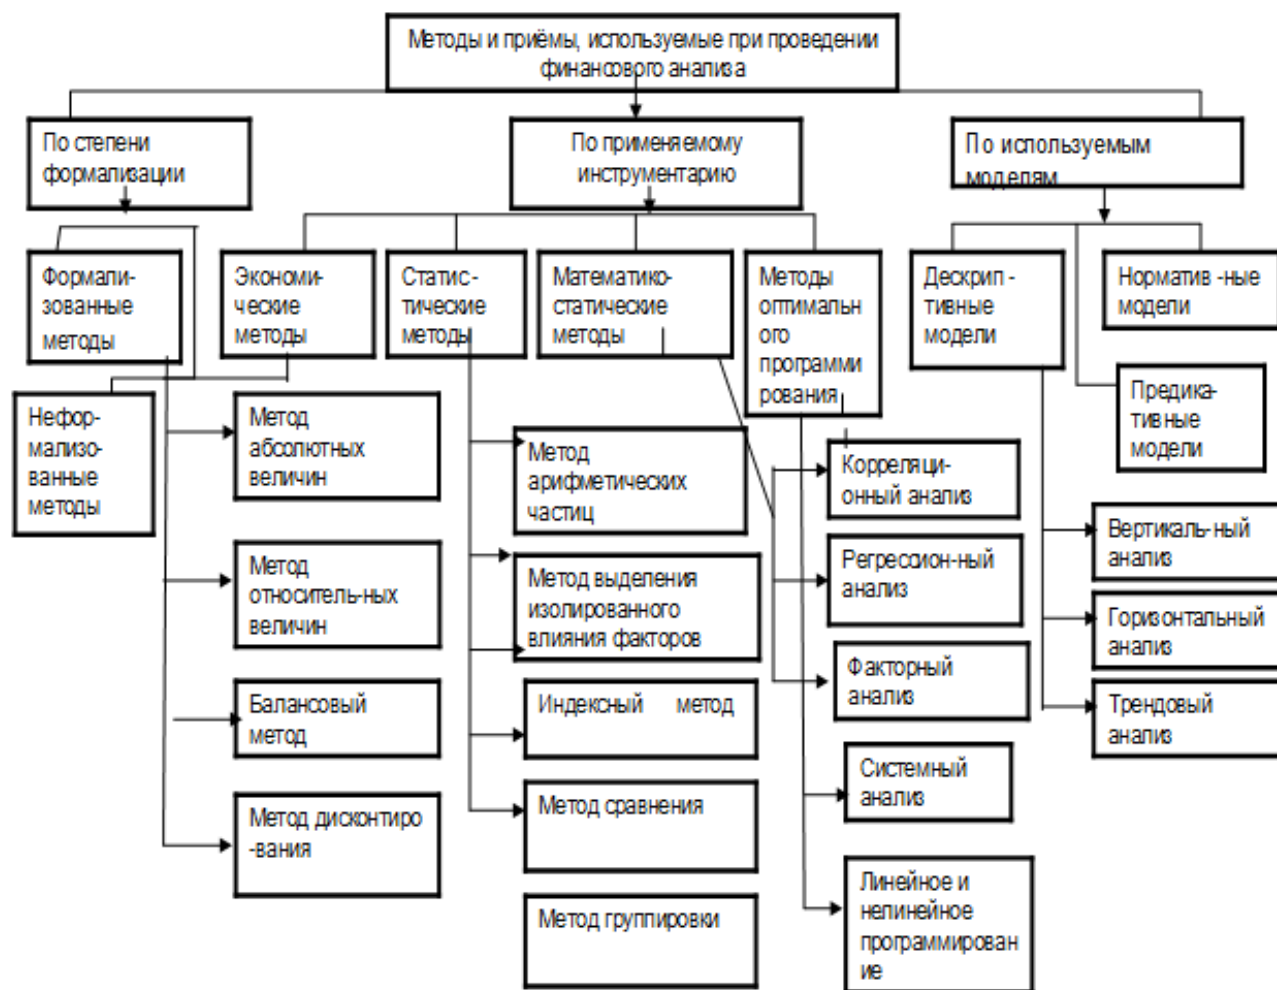 Методы и приёмы, используемые при проведении
финансового анализа
По степени
формализации
По применяемому
инструментарию
По используемым
моделям
Формали-
зованные
методы
Экономи-
ческие
методы
Статис-
тические
методы
Математико-
статические
методы
Методы
оптимальн
ого
программи
рования
Дескрип -
тивные
модели
Норматив -ные
модели
Предика-
тивные
модели
Нефор-
мализо-
ванные
методы
Метод
абсолютных
величин
Метод
относитель-ных
величин
Балансовый
метод
Метод дисконтиро
-вания
Метод
арифметических
частиц
Метод выделения
изолированного
влияния факторов
Индексный метод
Метод сравнения
Метод группировки
Корреляци-
онный анализ
Регрессион-ный
анализ
Факторный
анализ
Системный
анализ
Линейное и
нелинейное
программирован
ие
Вертикаль-ный
анализ
Горизонтальный
анализ
Трендовый
анализ